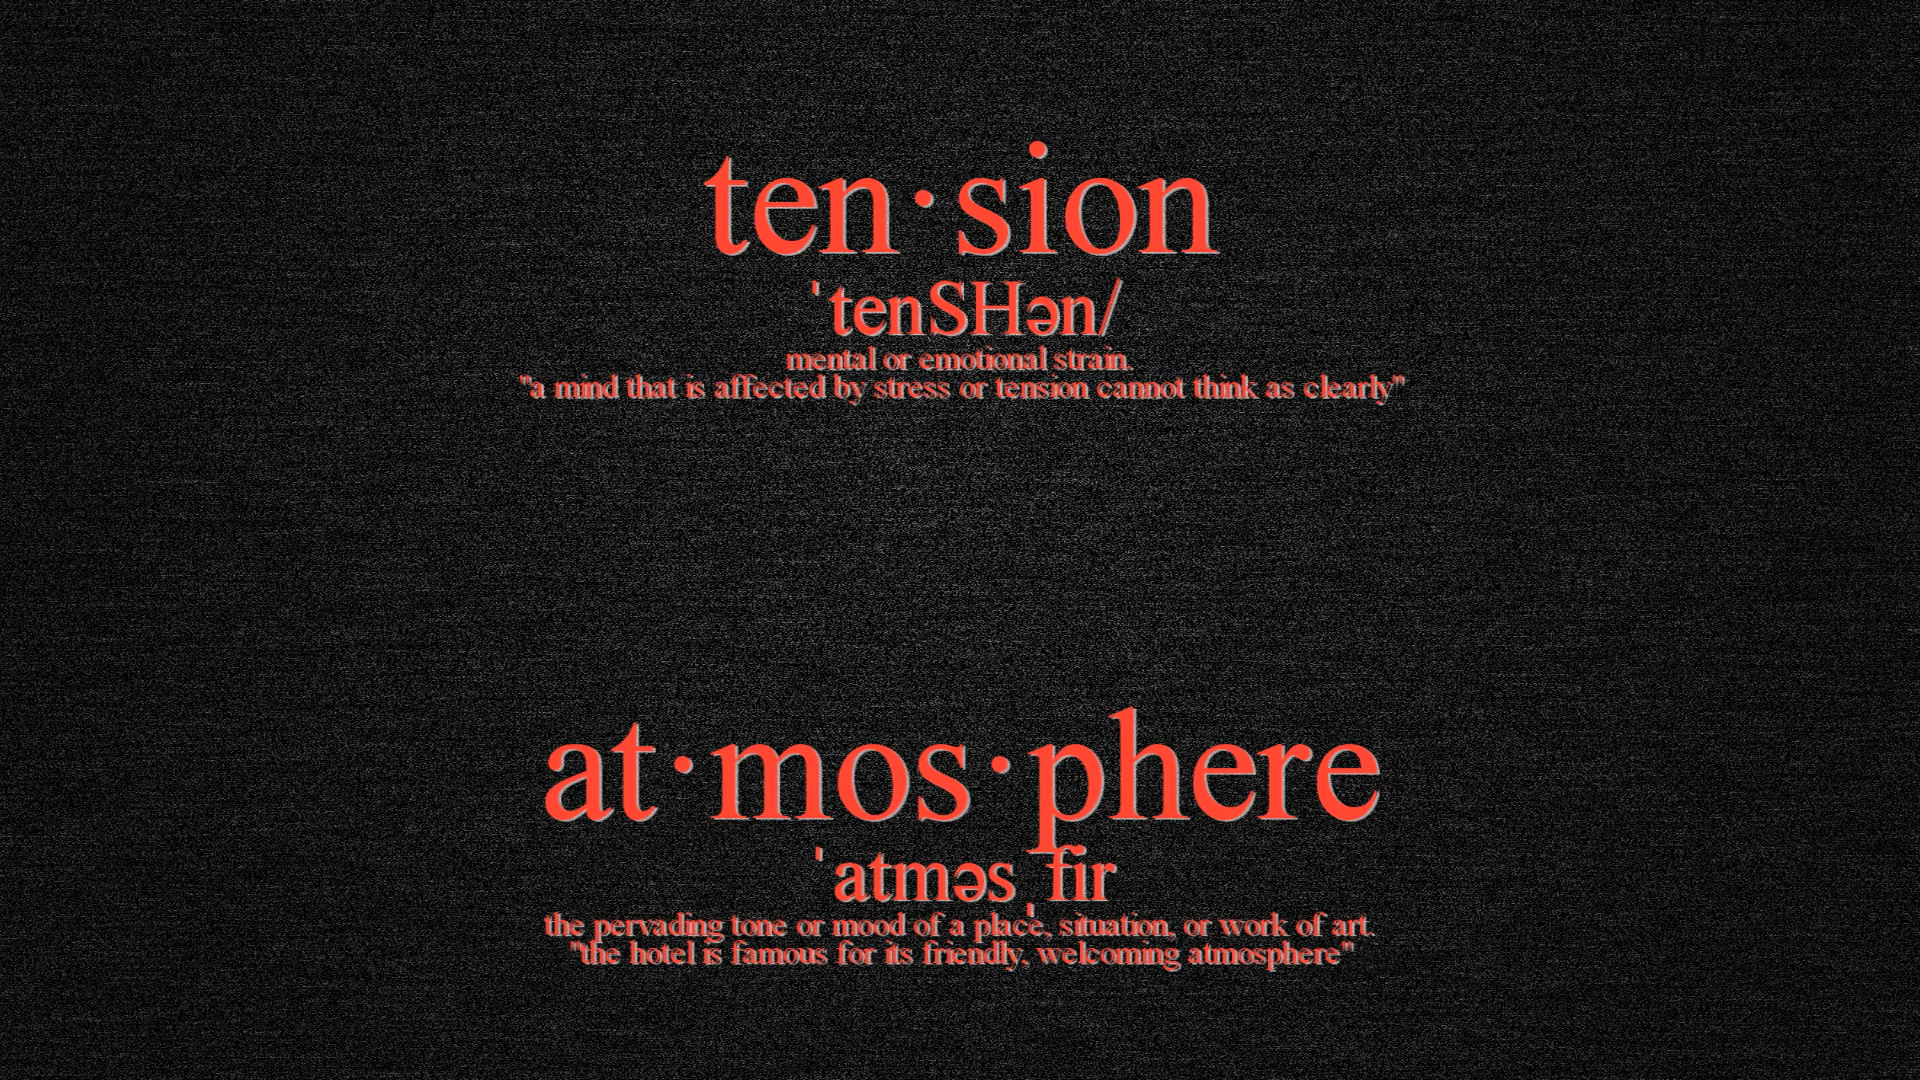 ten·sion
ˈtenSHən/
mental or emotional strain.
"a mind that is affected by stress or tension cannot think as clearly"
at·mos·phere
ˈatməsˌfir
the pervading tone or mood of a place, situation, or work of art.
"the hotel is famous for its friendly, welcoming atmosphere"